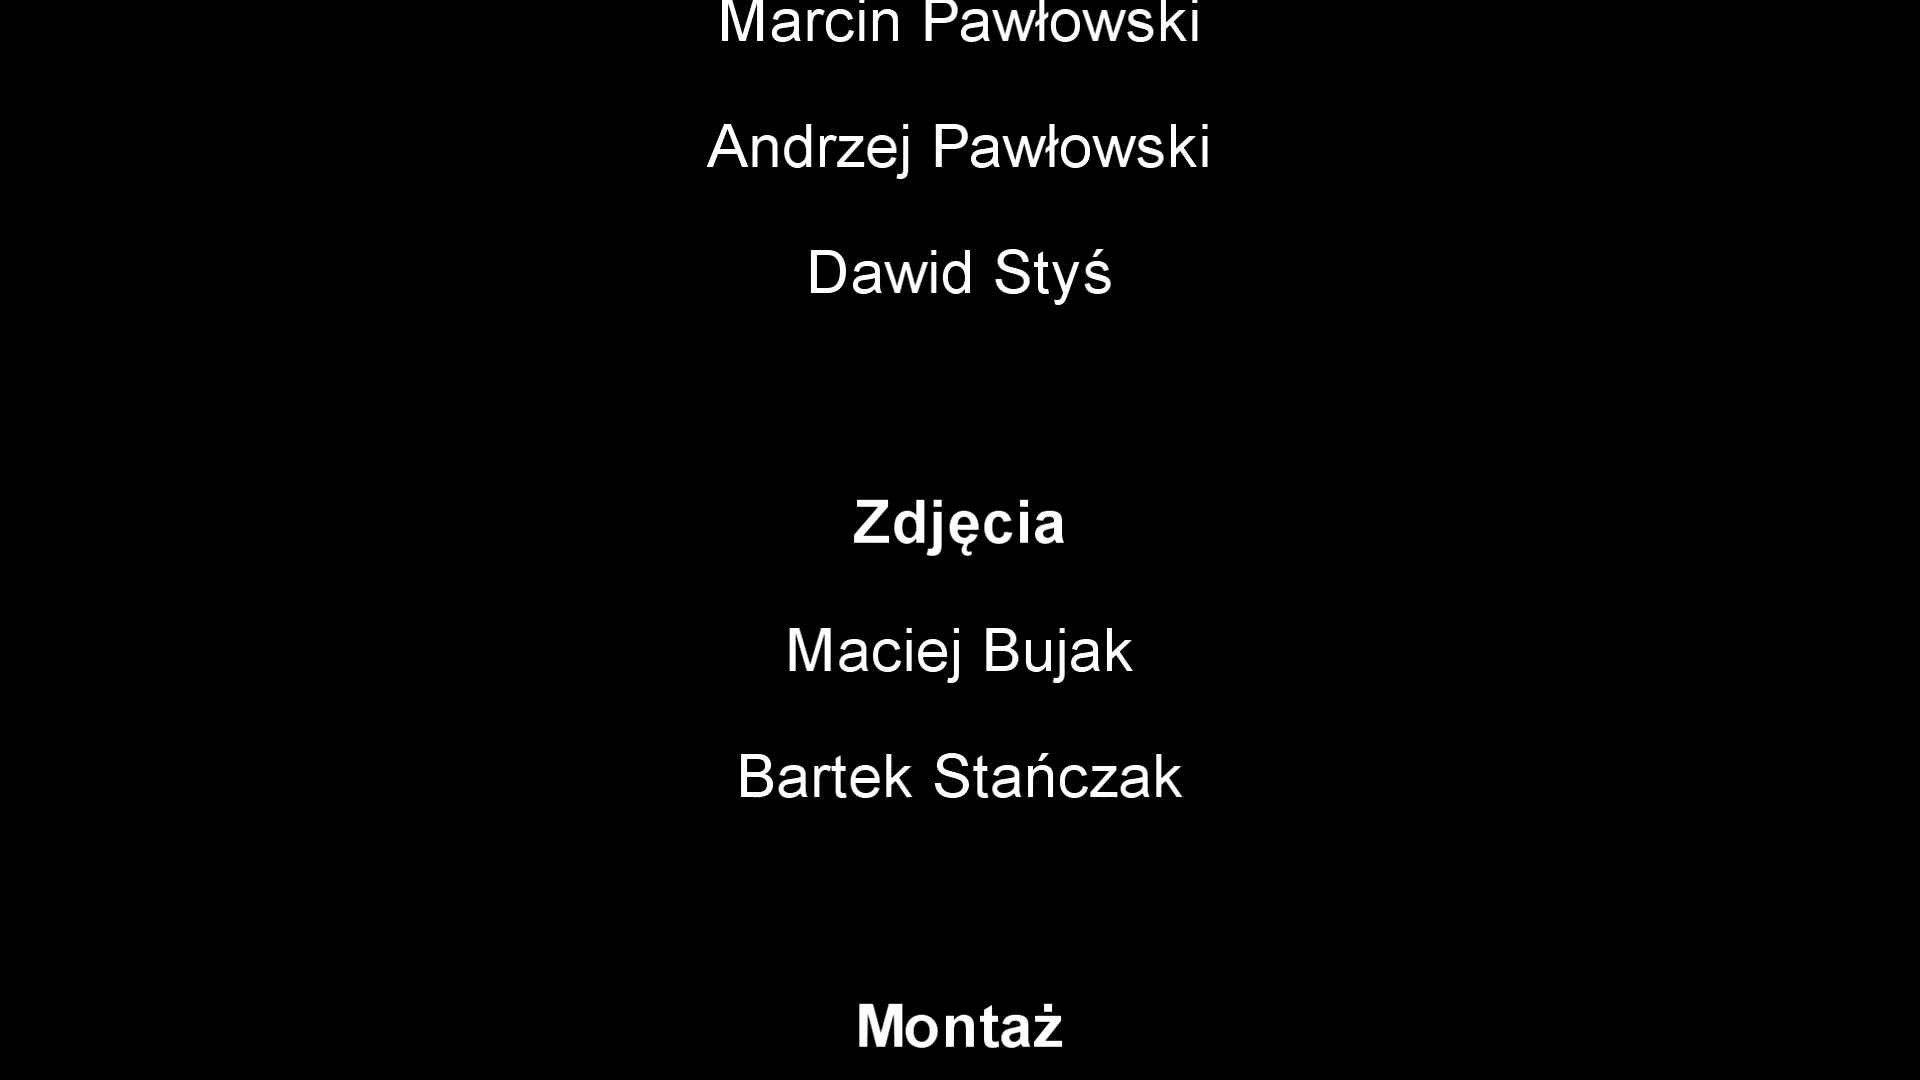 Marcin Pawłowski
Andrzej Pawłowski
Dawid Styś
Zdjęcia
Maciej Bujak
Bartek Stańczak
Montaż